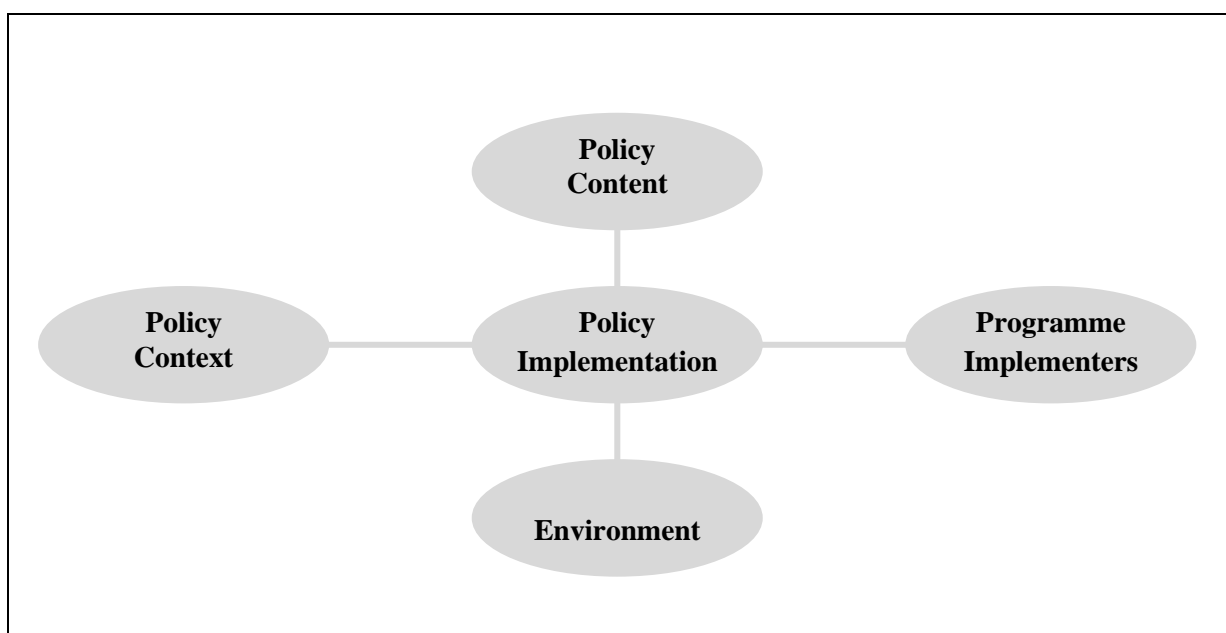 Policy
Content
Policy
Context
Policy
Implementation
Programme
Implementers
Environment